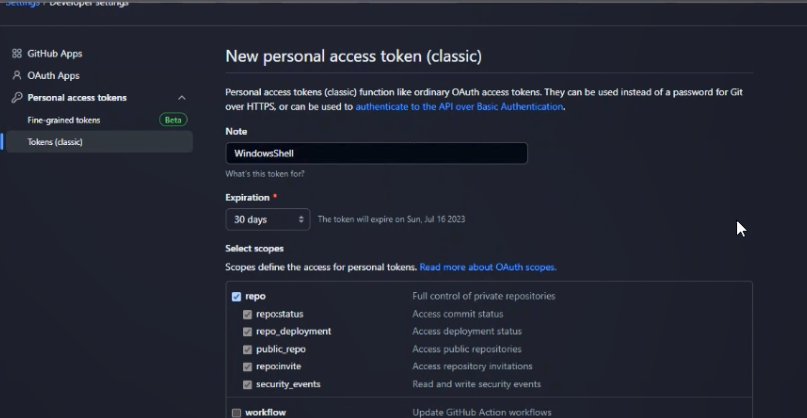 Settings / Developer settings
GitHub Apps
OAuth Apps
Personal access tokens
Fine-grained tokens Beta
Tokens (classic)
New personal access token (classic)
Personal access tokens (classic) function like ordinary OAuth access tokens. They can be used instead of a password for Git
over HTTPS, or can be used to authenticate to the API over Basic Authentication.
Note
WindowsShell
What's this token for?
Expiration *
30 days The token will expire on Sun, Jul 16 2023
Select scopes
Scopes define the access for personal tokens. Read more about OAuth scopes.
repo Full control of private repositories
repo:status Access commit status
repo_deployment Access deployment status
public_repo Access public repositories
repo:invite Access repository invitations
security_events Read and write security events
workflow Update GitHub Action workflows